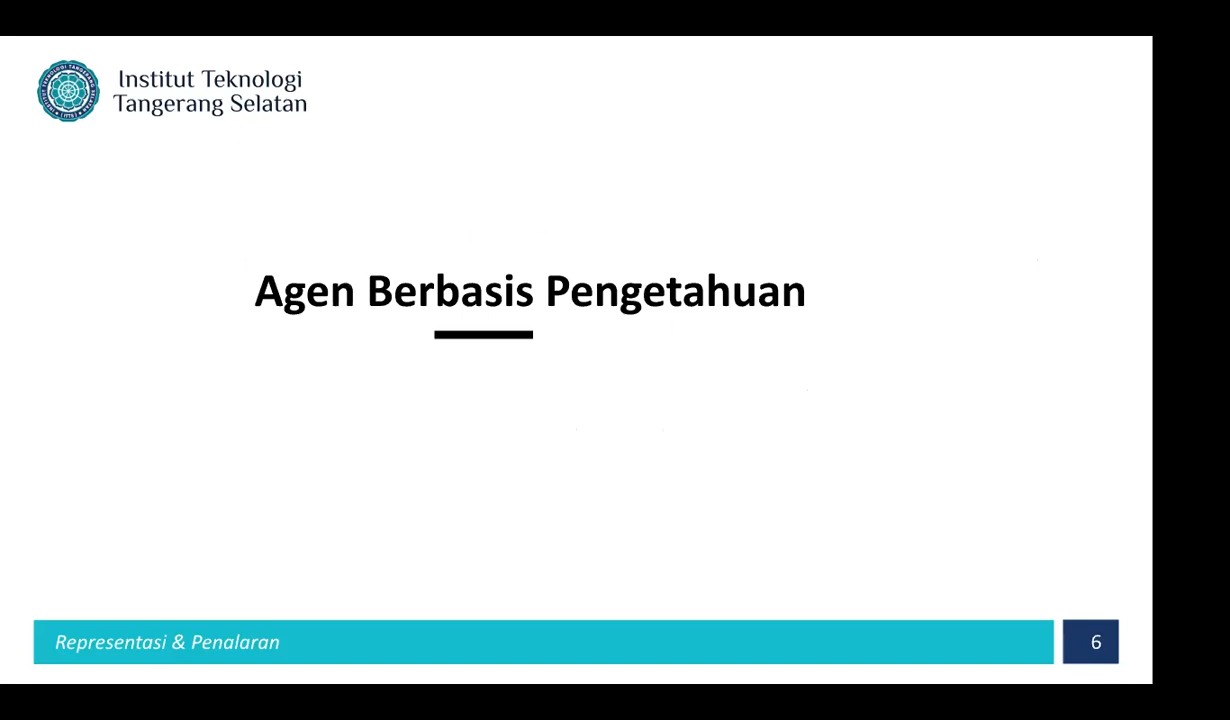 Institut Teknologi
Tangerang Selatan
Agen Berbasis Pengetahuan
Representasi & Penalaran
6